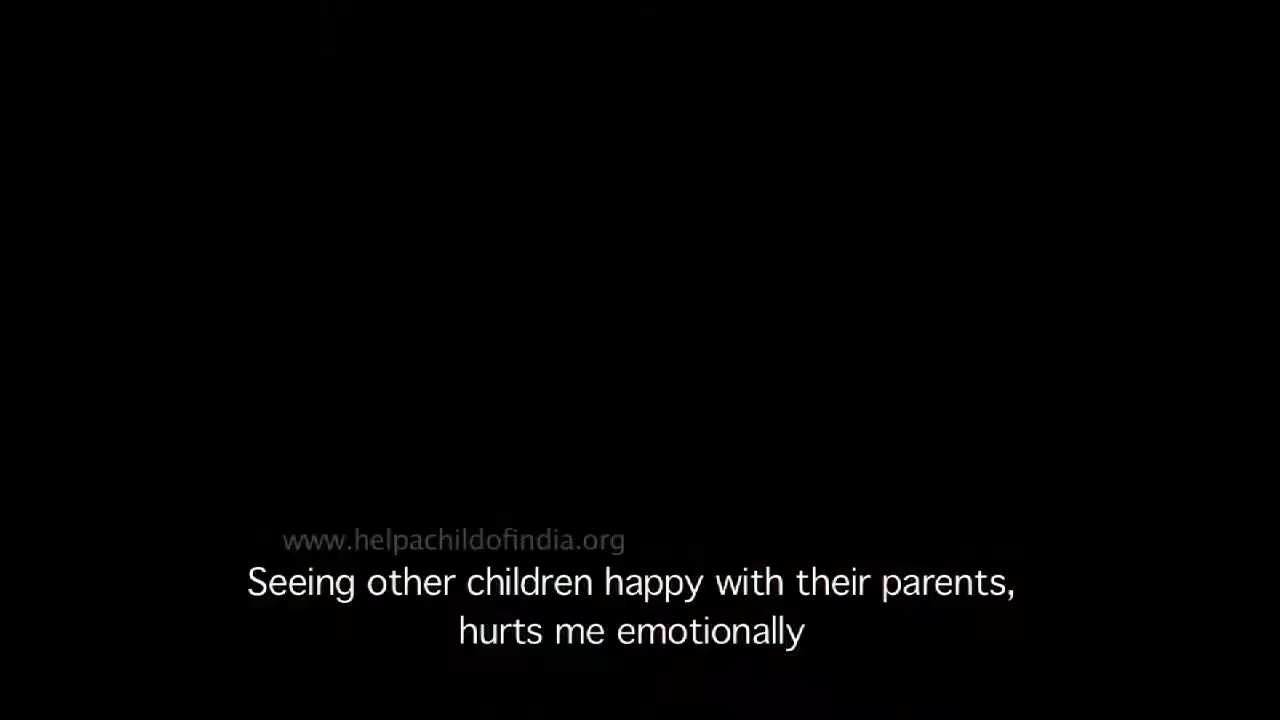 www.helpachildofindia.org
Seeing other children happy with their parents,
hurts me emotionally